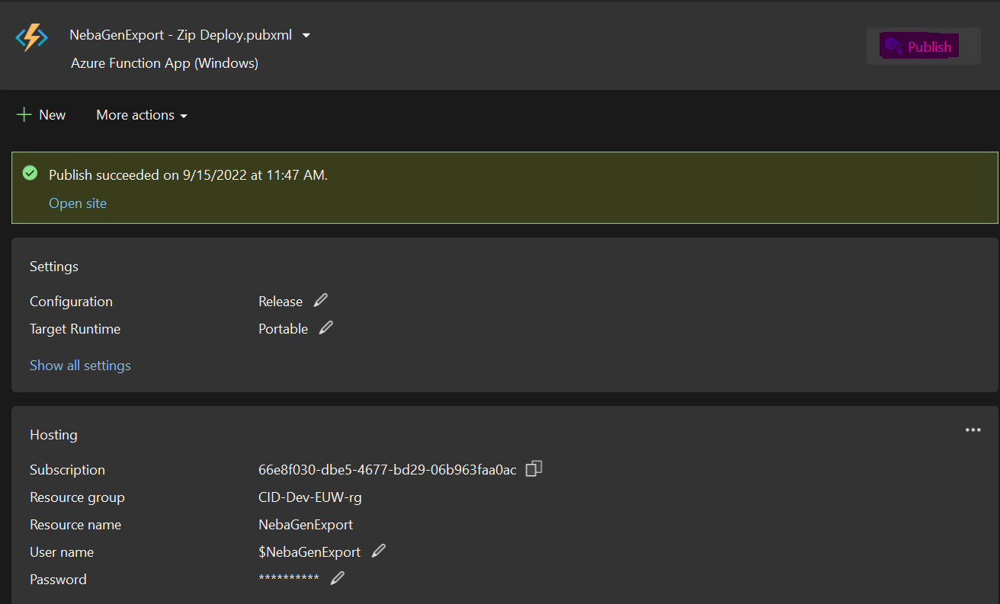 NebaGenExport - Zip Deploy.pubxml
Azure Function App (Windows)
Publish
New
More actions
Publish succeeded on 9/15/2022 at 11:47 AM.
Open site
Settings
Configuration Release
Target Runtime Portable
Show all settings
Hosting
Subscription 66e8f030-dbe5-4677-bd29-06b963faa0ac
Resource group CID-Dev-EUW-rg
Resource name NebaGenExport
User name $NebaGenExport
Password **********